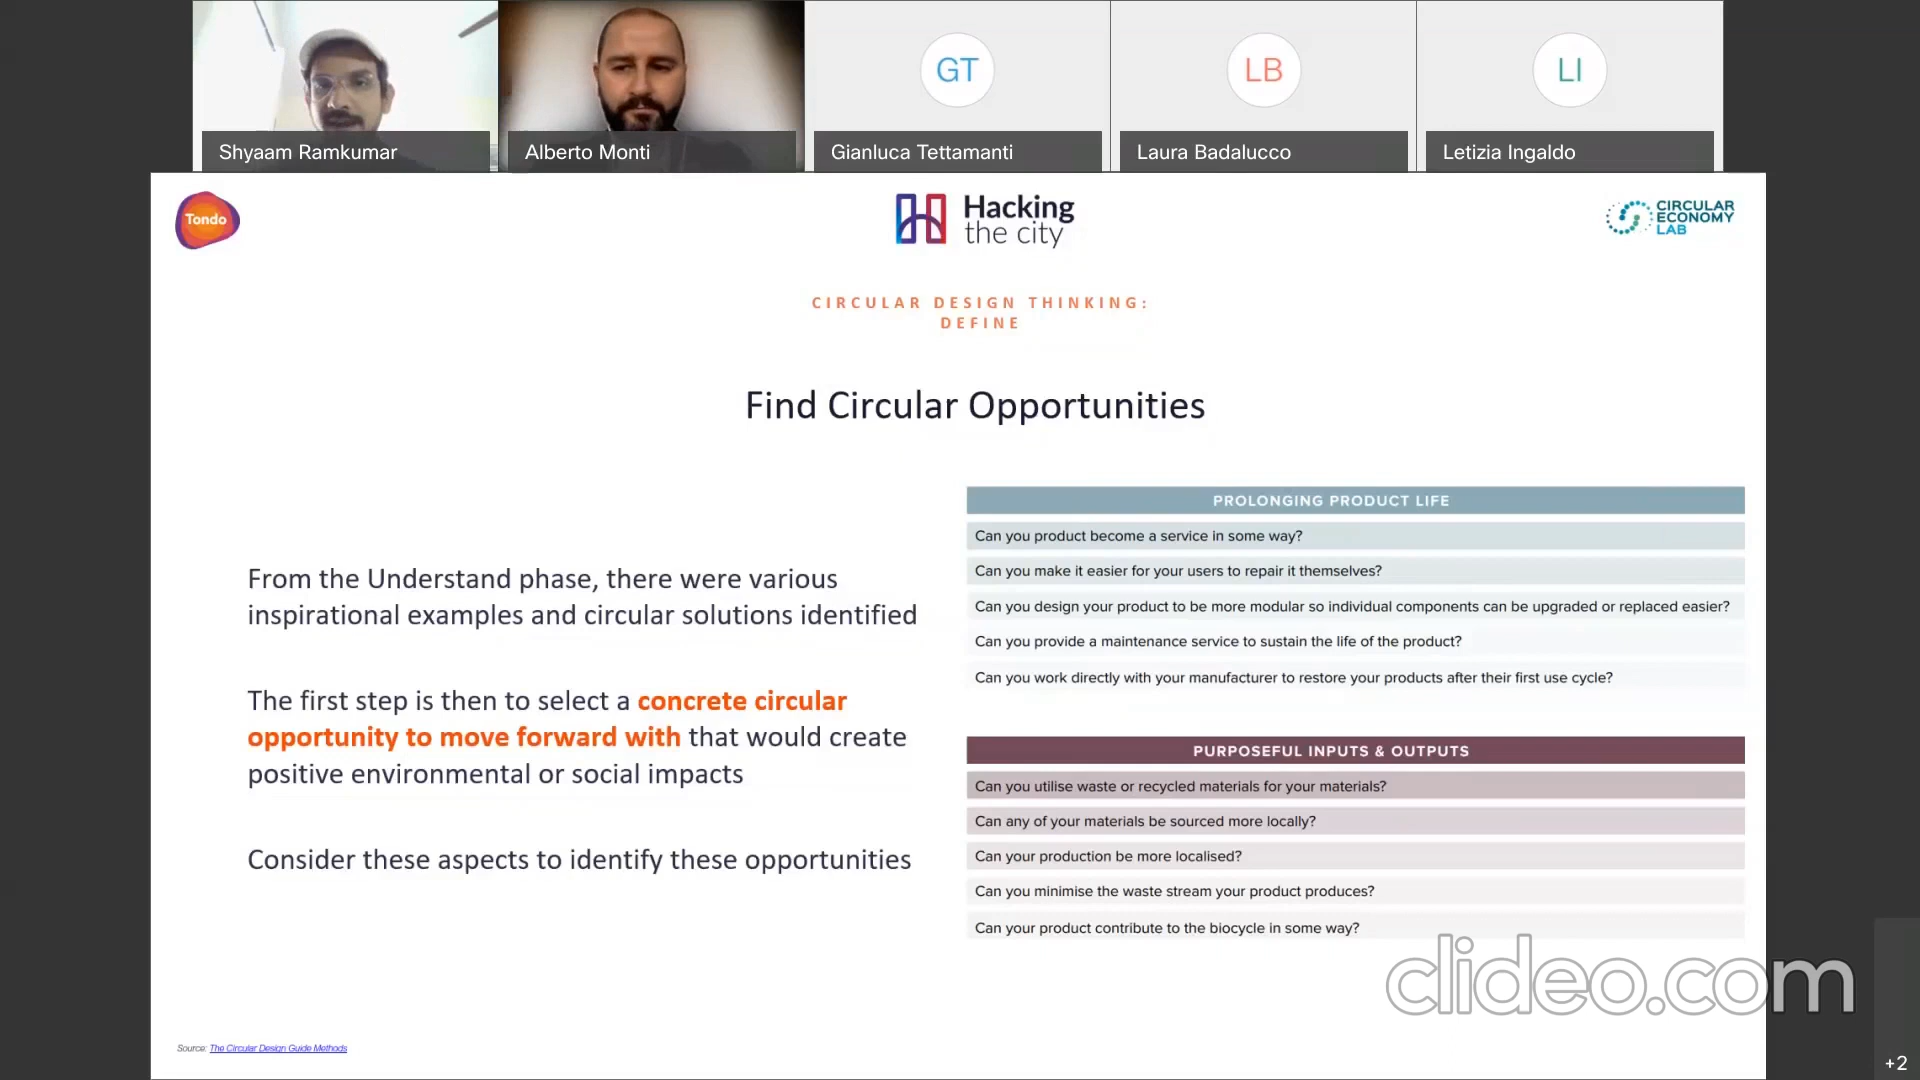 GT
LB
LI
Shyaam Ramkumar
Alberto Monti
Gianluca Tettamanti
Laura Badalucco
Letizia Ingaldo
Tondo
Hacking
the city
CIRCULAR
ECONOMY
LAB
CIRCULAR DESIGN THINKING:
DEFINE
Find Circular Opportunities
From the Understand phase, there were various
inspirational examples and circular solutions identified
The first step is then to select a concrete circular
opportunity to move forward with that would create
positive environmental or social impacts
Consider these aspects to identify these opportunities
PROLONGING PRODUCT LIFE
Can you product become a service in some way?
Can you make it easier for your users to repair it themselves?
Can you design your product to be more modular so individual components can be upgraded or replaced easier?
Can you provide a maintenance service to sustain the life of the product?
Can you work directly with your manufacturer to restore your products after their first use cycle?
PURPOSEFUL INPUTS & OUTPUTS
Can you utilise waste or recycled materials for your materials?
Can any of your materials be sourced more locally?
Can your production be more localised?
Can you minimise the waste stream your product produces?
Can your product contribute to the biocycle in some way?
clideo.com
Source: The Circular Design Guide Methods
+2